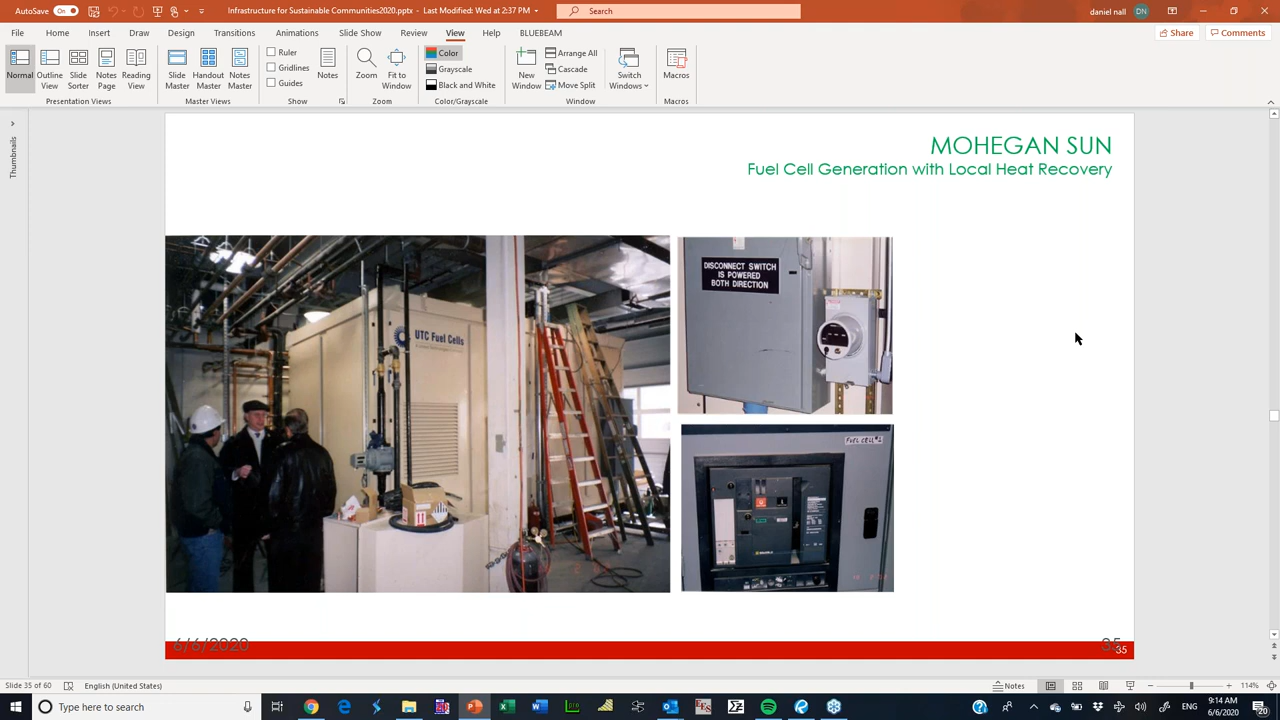 AutoSave On Infrastructure for Sustainable Communities2020.pptx - Last Modified: Wed at 2:37 PM Search daniel nall
File Home Insert Draw Design Transitions Animations Slide Show Review View Help BLUEBEAM Share Comments
Normal Outline View Slide Sorter Notes Page Reading View
Presentation Views
Slide Master Handout Master Notes Master
Master Views
Ruler
Gridlines
Guides
Notes
Show
Zoom Fit to Window
Zoom
Color
Grayscale
Black and White
Color/Grayscale
New Window
Arrange All
Cascade
Move Split
Switch Windows
Window
Macros
Macros
Thumbnails
MOHEGAN SUN
Fuel Cell Generation with Local Heat Recovery
UTC Fuel Cells
DISCONNECT SWITCH
IS POWERED
BOTH DIRECTION
FUEL CELL #2
6/6/2020
35
35
Slide 35 of 60 English (United States) Notes 114%
Type here to search
ENG 9:14 AM
6/6/2020
20